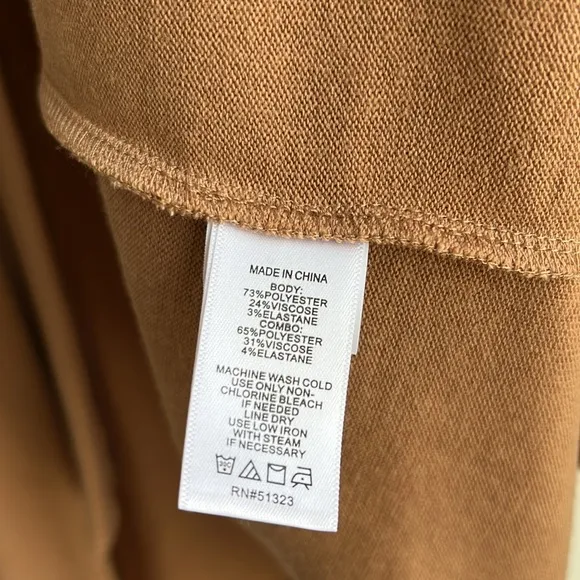 MADE IN CHINA
BODY:
73%POLYESTER
24%VISCOSE
3%ELASTANE
COMBO:
65%POLYESTER
31%VISCOSE
4%ELASTANE
MACHINE WASH COLD
USE ONLY NON-
CHLORINE BLEACH
IF NEEDED
LINE DRY
USE LOW IRON
WITH STEAM
IF NECESSARY
RN#51323